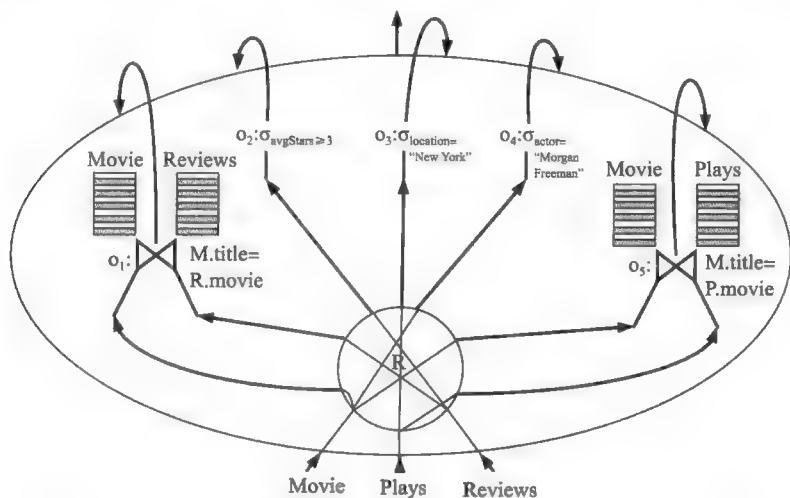 o₂:σavgStars≥3
o₃:σlocation=
"New York"
o₄:σactor=
"Morgan
Freeman"
Movie
Reviews
Movie
Plays
o₁:
M.title=
R.movie
o₅:
M.title=
P.movie
R
Movie
Plays
Reviews